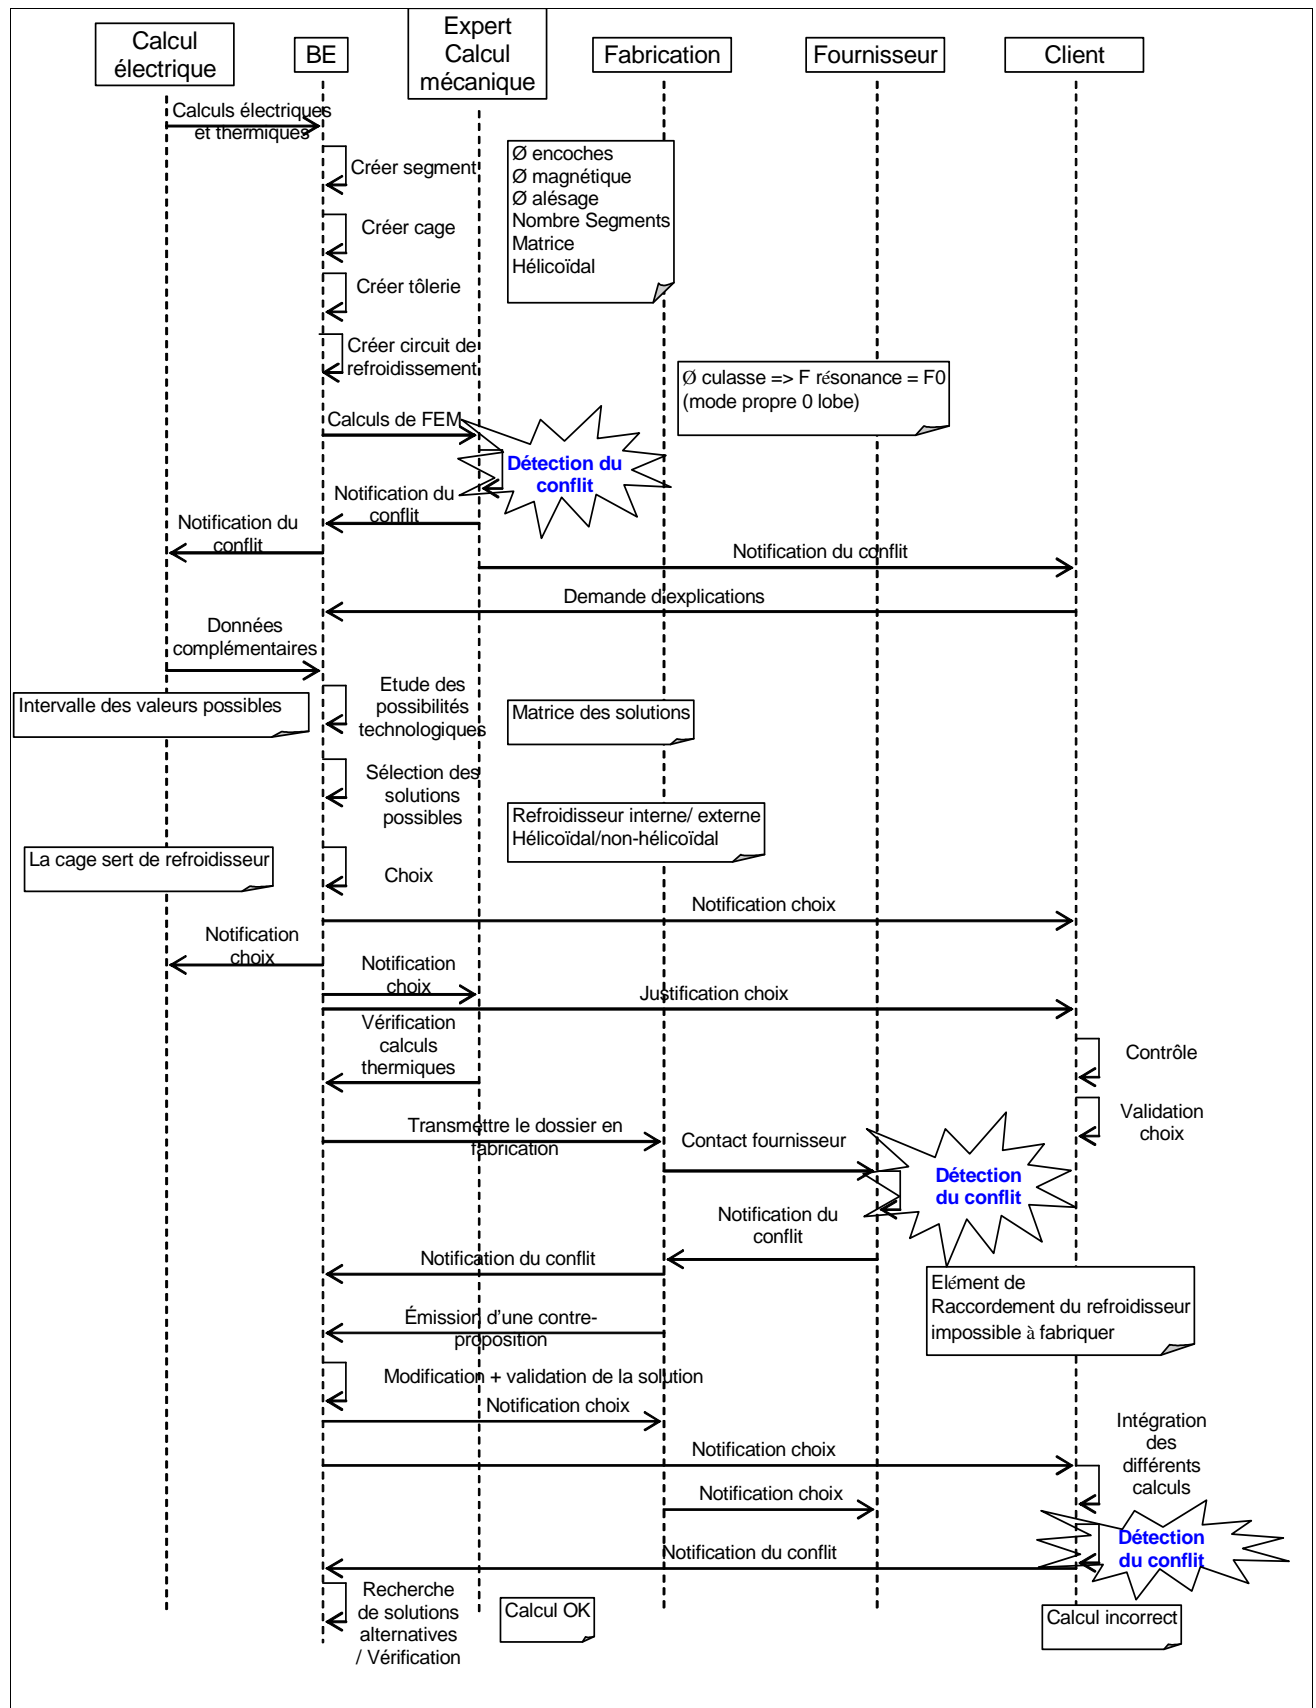 Calcul
électrique
BE
Expert
Calcul
mécanique
Fabrication
Fournisseur
Client
Calculs électriques
et thermiques
Créer segment
Ø encoches
Ø magnétique
Ø alésage
Nombre Segments
Matrice
Hélicoïdal
Créer cage
Créer tôlerie
Créer circuit de
refroidissement
Ø culasse => F résonance = F0
(mode propre 0 lobe)
Calculs de FEM
Détection du
conflit
Notification du
conflit
Notification du
conflit
Notification du conflit
Demande d'explications
Données
complémentaires
Intervalle des valeurs possibles
Etude des
possibilités
technologiques
Matrice des solutions
Sélection des
solutions
possibles
Refroidisseur interne/ externe
Hélicoïdal/non-hélicoïdal
La cage sert de refroidisseur
Choix
Notification choix
Notification
choix
Notification
choix
Justification choix
Vérification
calculs
thermiques
Contrôle
Validation
choix
Transmettre le dossier en
fabrication
Contact fournisseur
Détection
du conflit
Notification du
conflit
Notification du conflit
Elément de
Raccordement du refroidisseur
impossible à fabriquer
Émission d’une contre-
proposition
Modification + validation de la solution
Notification choix
Notification choix
Intégration
des
différents
calculs
Notification choix
Détection
du conflit
Notification du conflit
Recherche
de solutions
alternatives
/ Vérification
Calcul OK
Calcul incorrect